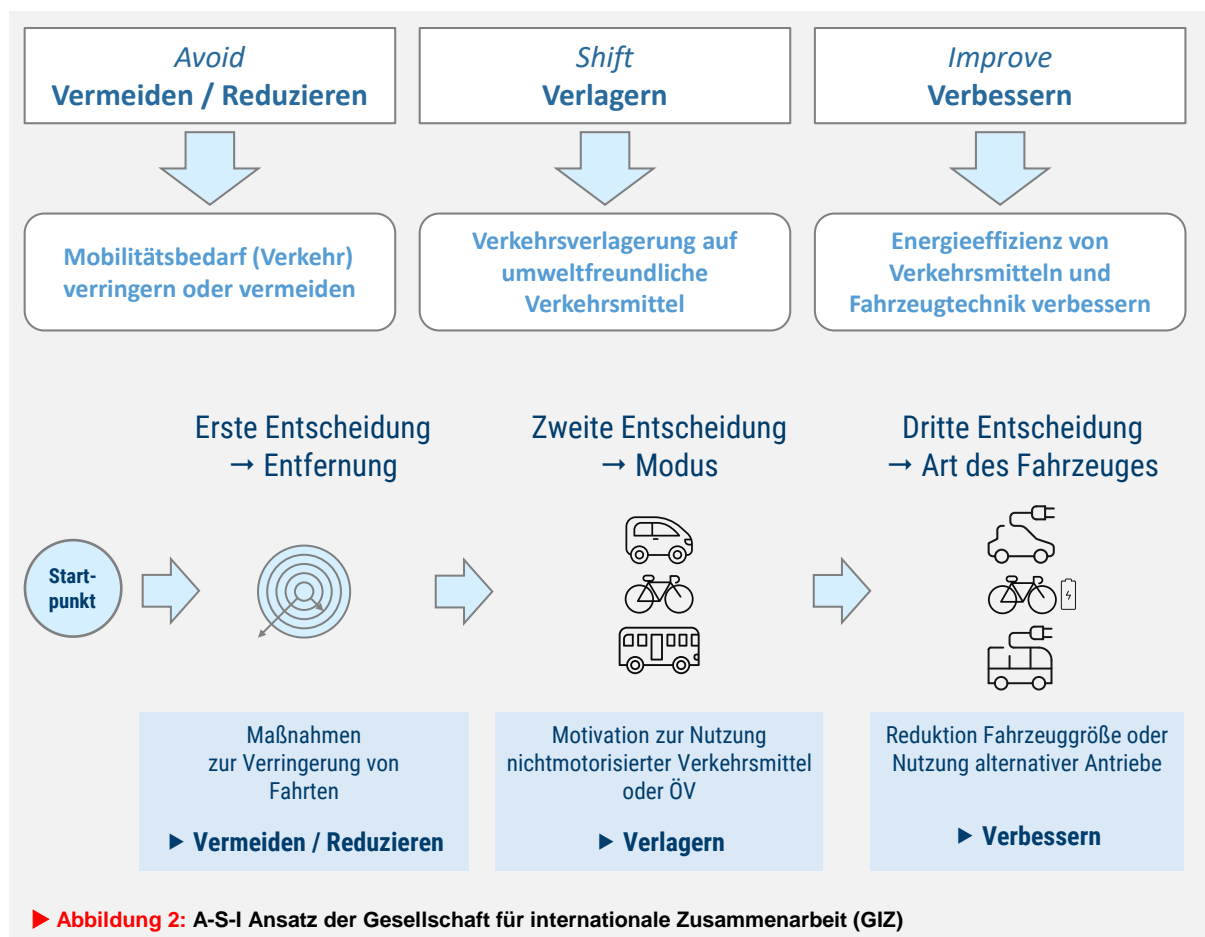 Avoid
Vermeiden / Reduzieren
Shift
Verlagern
Improve
Verbessern
Mobilitätsbedarf (Verkehr)
verringern oder vermeiden
Verkehrsverlagerung auf
umweltfreundliche
Verkehrsmittel
Energieeffizienz von
Verkehrsmitteln und
Fahrzeugtechnik verbessern
Erste Entscheidung
→ Entfernung
Zweite Entscheidung
→ Modus
Dritte Entscheidung
→ Art des Fahrzeuges
Start-
punkt
Maßnahmen
zur Verringerung von
Fahrten
▶ Vermeiden / Reduzieren
Motivation zur Nutzung
nichtmotorisierter Verkehrsmittel
oder ÖV
▶ Verlagern
Reduktion Fahrzeuggröße oder
Nutzung alternativer Antriebe
▶ Verbessern
▶ Abbildung 2: A-S-I Ansatz der Gesellschaft für internationale Zusammenarbeit (GIZ)